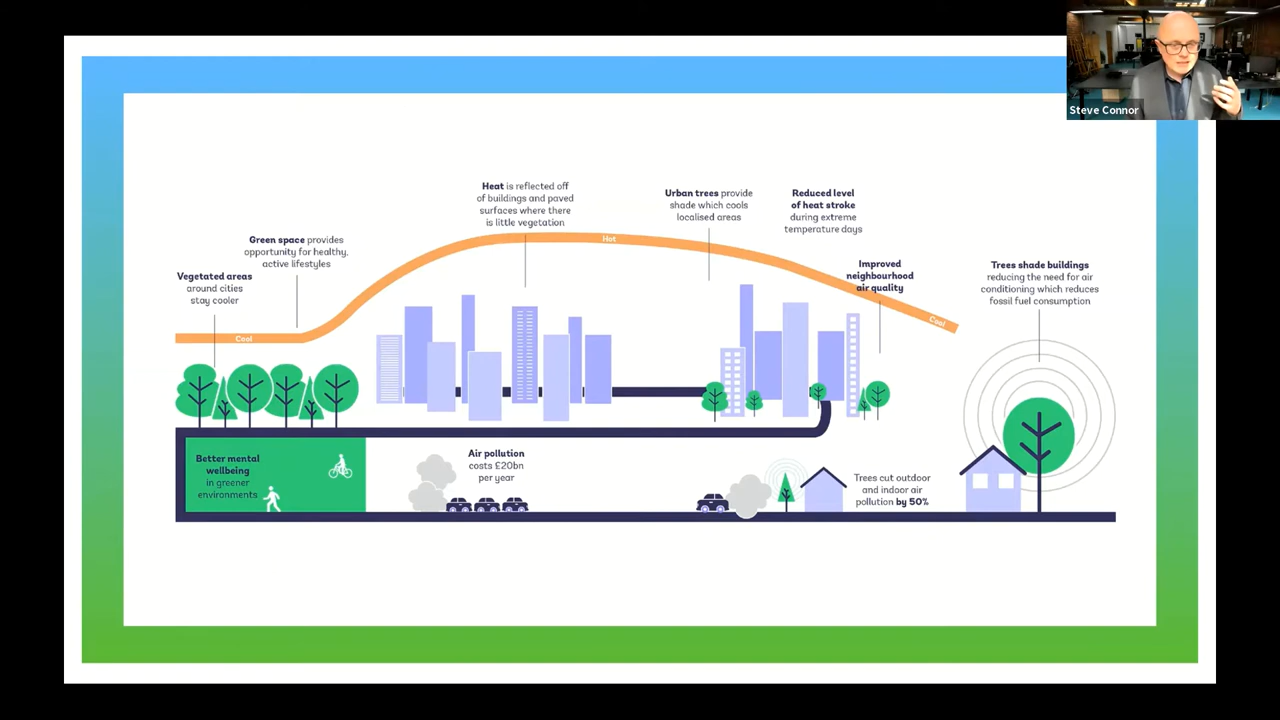 Steve Connor
Heat is reflected off
of buildings and paved
surfaces where there
is little vegetation
Urban trees provide
shade which cools
localised areas
Reduced level
of heat stroke
during extreme
temperature days
Green space provides
opportunity for healthy,
active lifestyles
Vegetated areas
around cities
stay cooler
Improved
neighbourhood
air quality
Trees shade buildings
reducing the need for air
conditioning which reduces
fossil fuel consumption
Cool
Hot
Cool
Better mental
wellbeing
in greener
environments
Air pollution
costs £20bn
per year
Trees cut outdoor
and indoor air
pollution by 50%